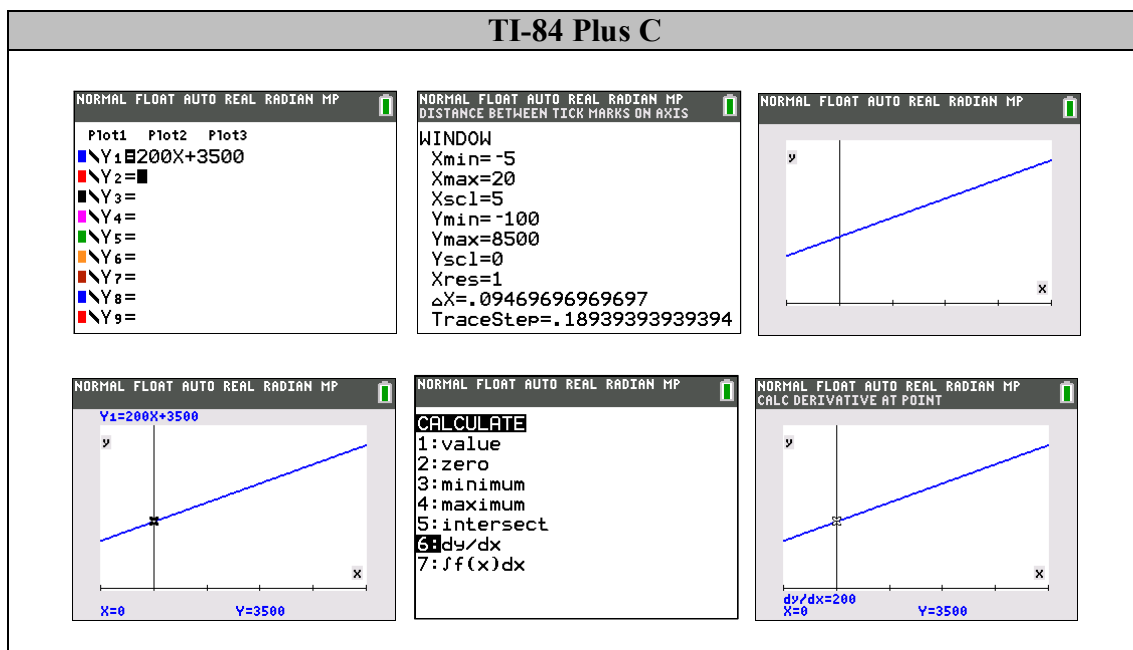 TI-84 Plus C
NORMAL FLOAT AUTO REAL RADIAN MP
Plot1 Plot2 Plot3
\Y1=200X+3500
\Y2=
\Y3=
\Y4=
\Y5=
\Y6=
\Y7=
\Y8=
\Y9=
NORMAL FLOAT AUTO REAL RADIAN MP
DISTANCE BETWEEN TICK MARKS ON AXIS
WINDOW
Xmin=-5
Xmax=20
Xscl=5
Ymin=-100
Ymax=8500
Yscl=0
Xres=1
△X=.09469696969697
TraceStep=.18939393939394
NORMAL FLOAT AUTO REAL RADIAN MP
y
x
NORMAL FLOAT AUTO REAL RADIAN MP
Y1=200X+3500
y
x
X=0 Y=3500
NORMAL FLOAT AUTO REAL RADIAN MP
CALCULATE
1:value
2:zero
3:minimum
4:maximum
5:intersect
6:dy/dx
7:∫f(x)dx
NORMAL FLOAT AUTO REAL RADIAN MP
CALC DERIVATIVE AT POINT
y
x
dy/dx=200
X=0 Y=3500